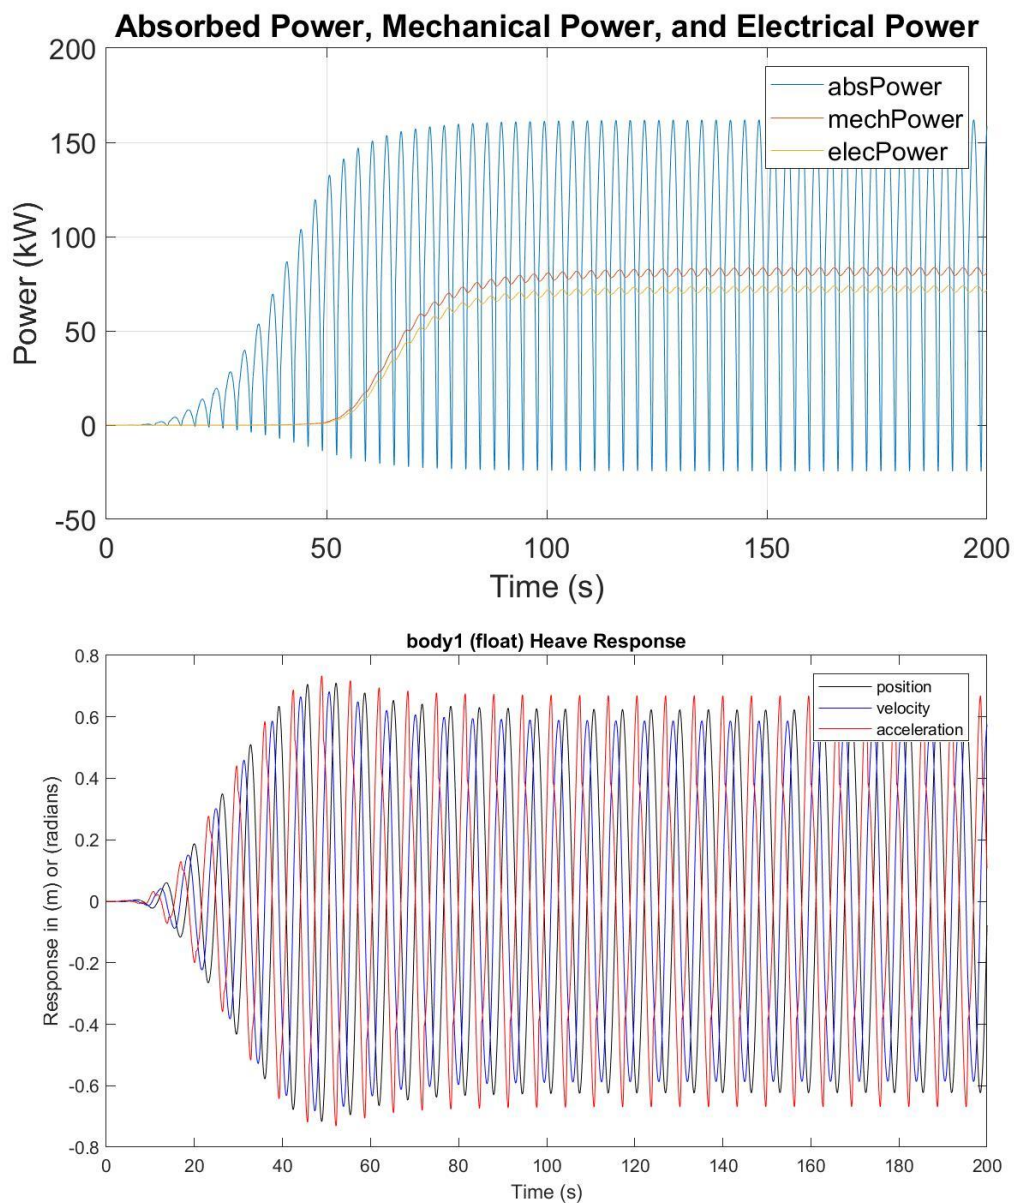 Absorbed Power, Mechanical Power, and Electrical Power
200
150
100
50
0
-50
Power (kW)
absPower
mechPower
elecPower
0 50 100 150 200
Time (s)
body1 (float) Heave Response
0.8
0.6
0.4
0.2
0
-0.2
-0.4
-0.6
-0.8
Response in (m) or (radians)
position
velocity
acceleration
0 20 40 60 80 100 120 140 160 180 200
Time (s)